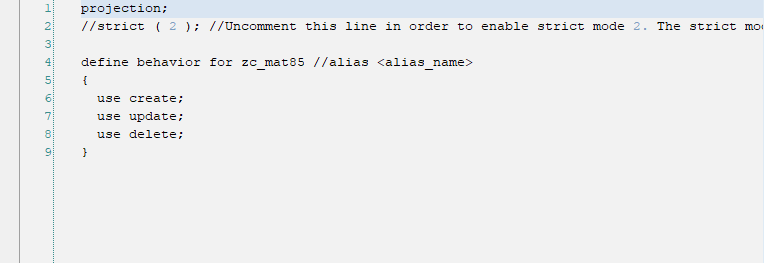 1 projection;
2 //strict ( 2 ); //Uncomment this line in order to enable strict mode 2. The strict mo
3
4 define behavior for zc_mat85 //alias <alias_name>
5 {
6 use create;
7 use update;
8 use delete;
9 }